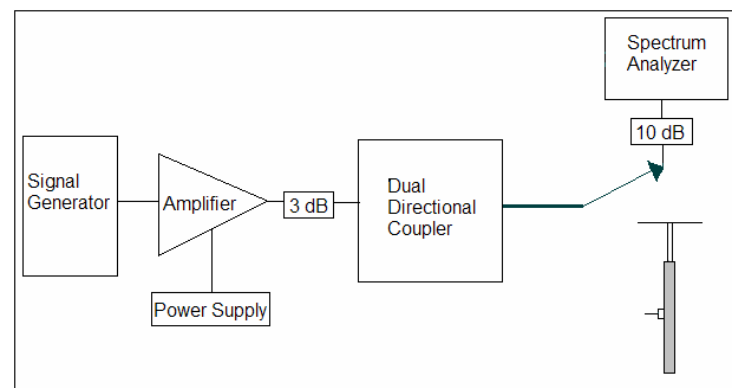 Spectrum
Analyzer
10 dB
Signal
Generator
Amplifier
3 dB
Dual
Directional
Coupler
Power Supply